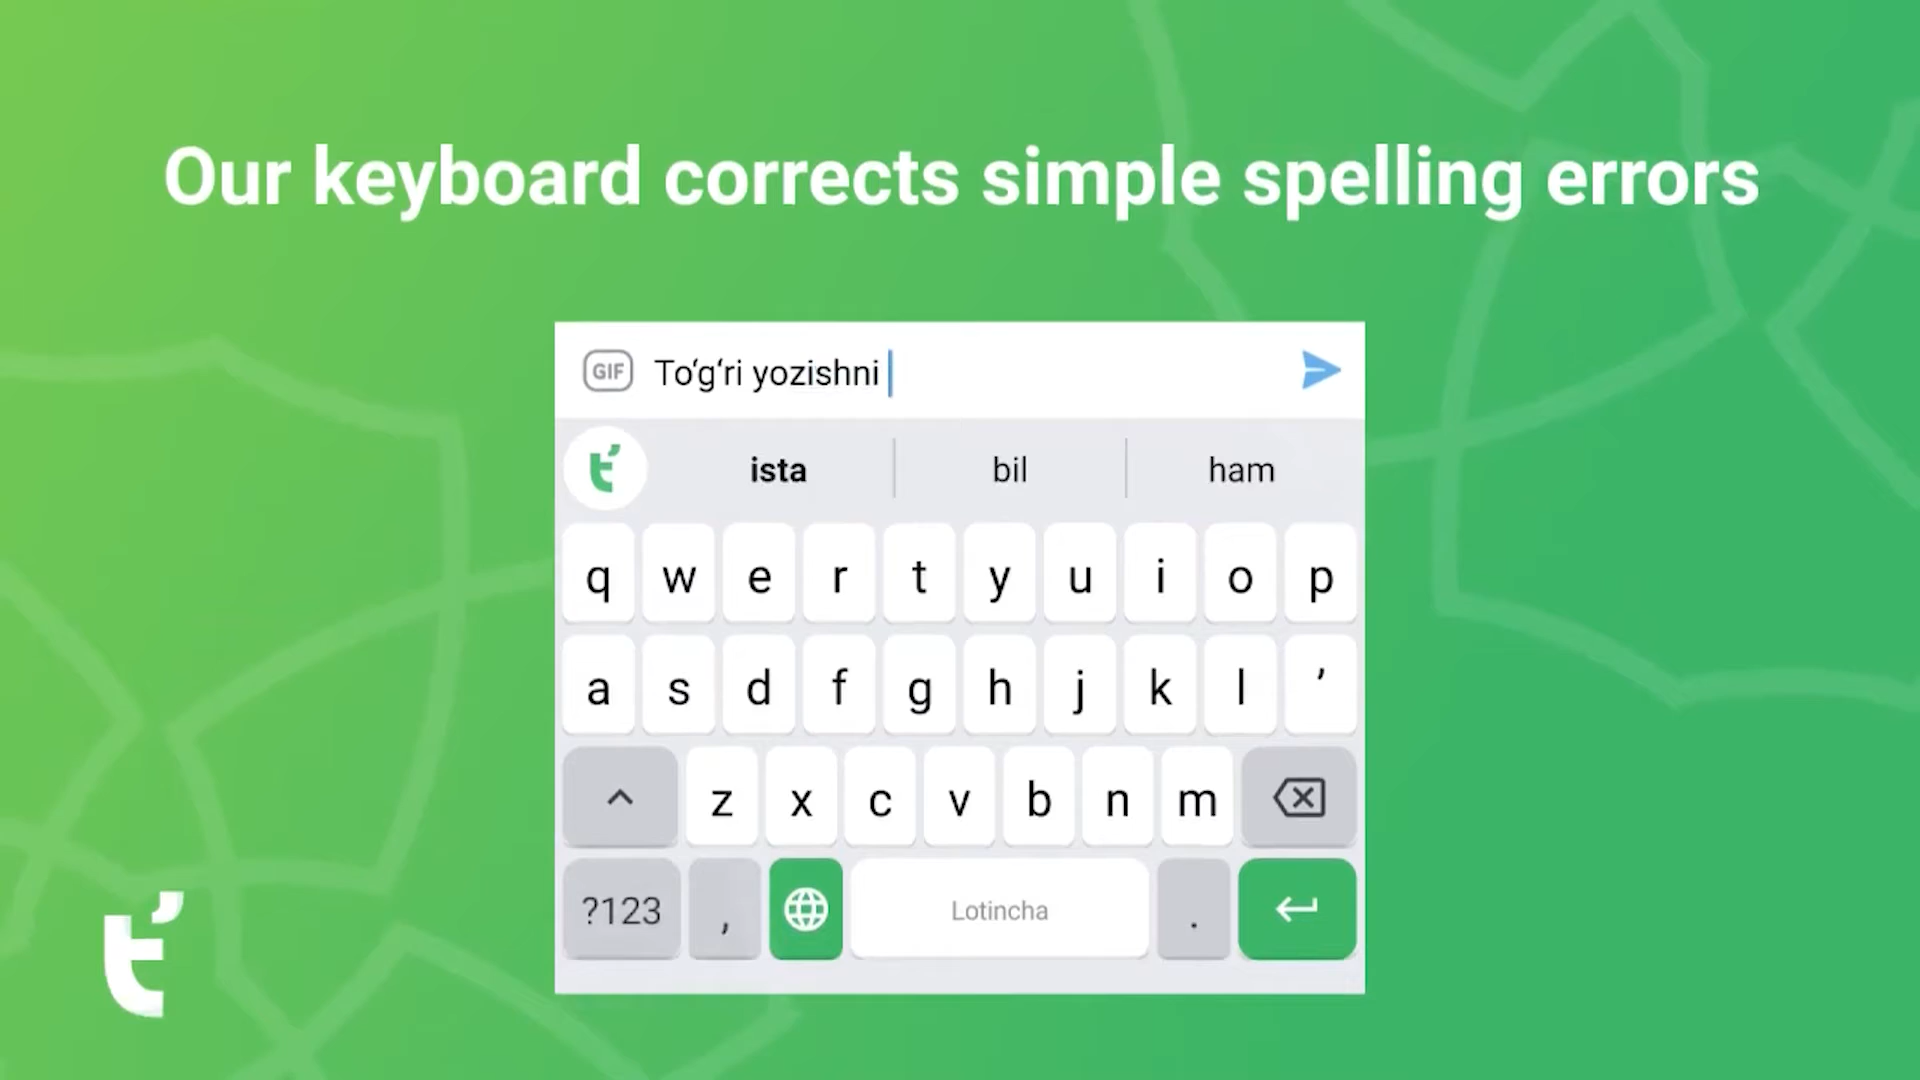 Our keyboard corrects simple spelling errors
GIF To‘g‘ri yozishni
t’ ista bil ham
q w e r t y u i o p
a s d f g h j k l ’
z x c v b n m
?123 , Lotincha .
t’